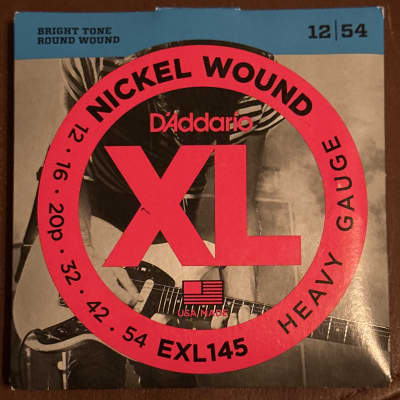 BRIGHT TONE
ROUND WOUND
12|54
NICKEL WOUND
D'Addario
XL
USA MADE
12 • 16 • 20p • 32 • 42 • 54
EXL145
HEAVY GAUGE